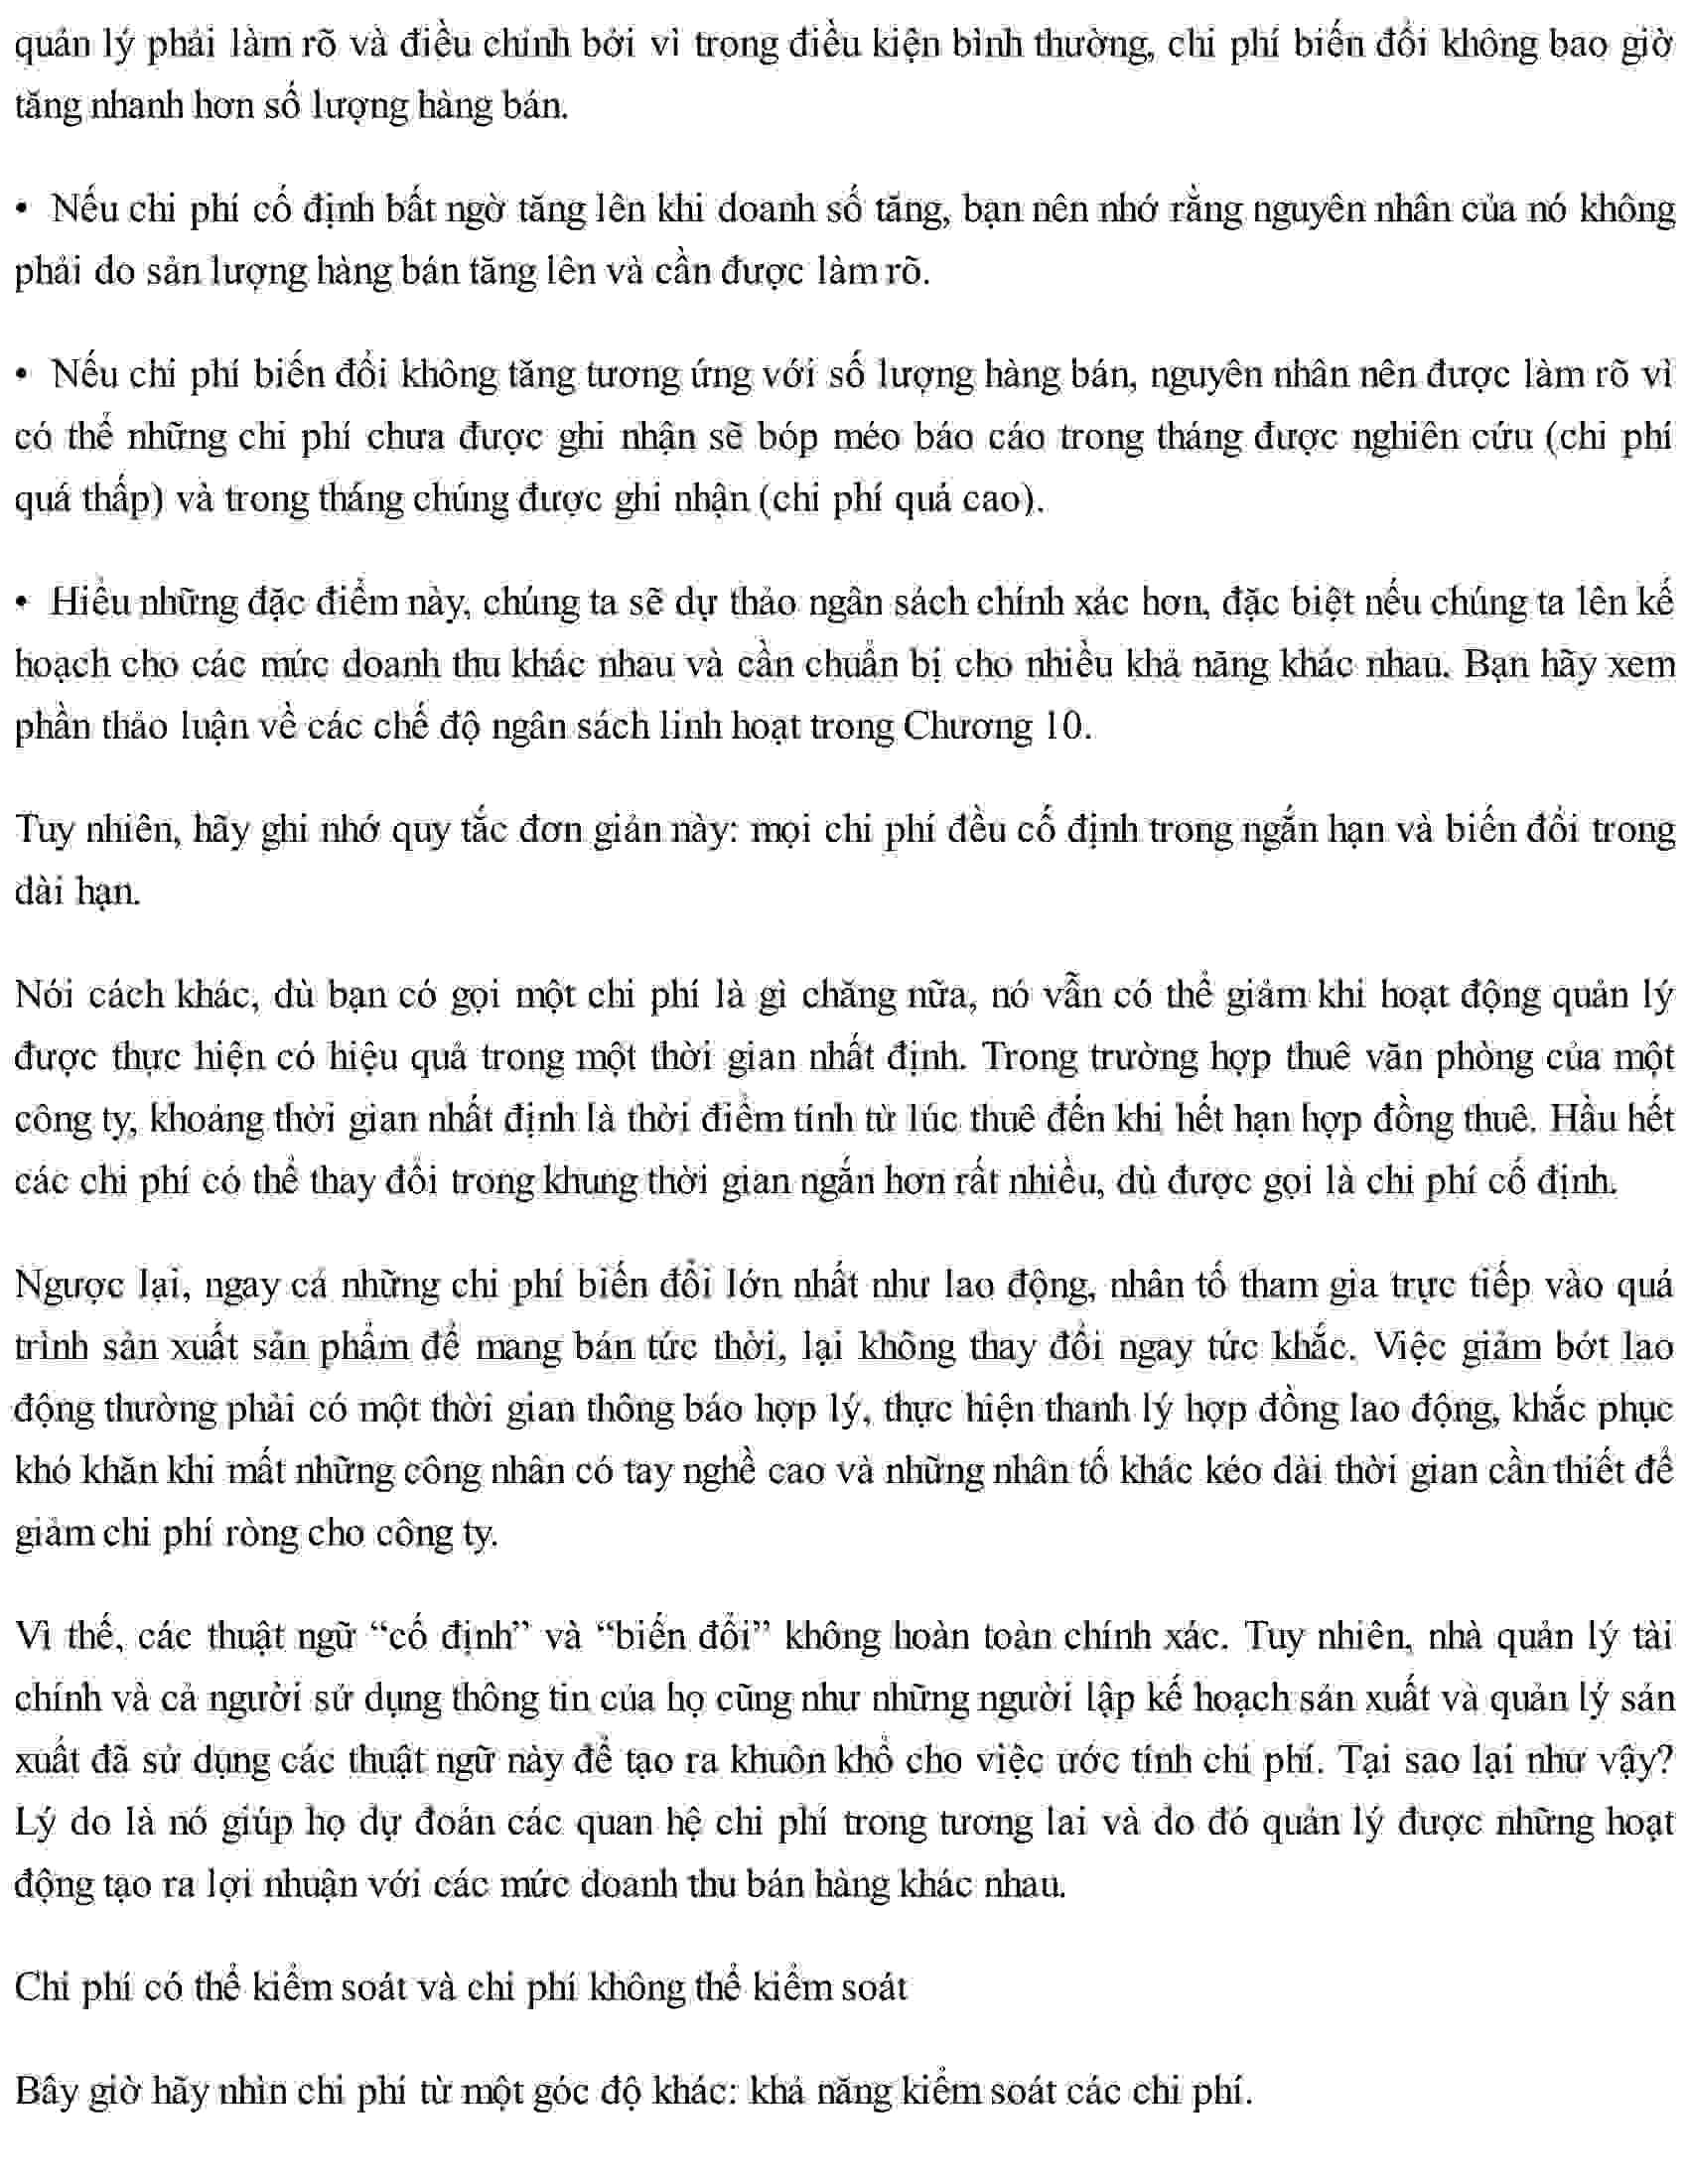 quản lý phải làm rõ và điều chỉnh bởi vì trong điều kiện bình thường, chi phí biến đổi không bao giờ
tăng nhanh hơn số lượng hàng bán.
• Nếu chi phí cố định bất ngờ tăng lên khi doanh số tăng, bạn nên nhớ rằng nguyên nhân của nó không
phải do sản lượng hàng bán tăng lên và cần được làm rõ.
• Nếu chi phí biến đổi không tăng tương ứng với số lượng hàng bán, nguyên nhân nên được làm rõ vì
có thể những chi phí chưa được ghi nhận sẽ bóp méo báo cáo trong tháng được nghiên cứu (chi phí
quá thấp) và trong tháng chúng được ghi nhận (chi phí quá cao).
• Hiểu những đặc điểm này, chúng ta sẽ dự thảo ngân sách chính xác hơn, đặc biệt nếu chúng ta lên kế
hoạch cho các mức doanh thu khác nhau và cần chuẩn bị cho nhiều khả năng khác nhau. Bạn hãy xem
phần thảo luận về các chế độ ngân sách linh hoạt trong Chương 10.
Tuy nhiên, hãy ghi nhớ quy tắc đơn giản này: mọi chi phí đều cố định trong ngắn hạn và biến đổi trong
dài hạn.
Nói cách khác, dù bạn có gọi một chi phí là gì chăng nữa, nó vẫn có thể giảm khi hoạt động quản lý
được thực hiện có hiệu quả trong một thời gian nhất định. Trong trường hợp thuê văn phòng của một
công ty, khoảng thời gian nhất định là thời điểm tính từ lúc thuê đến khi hết hạn hợp đồng thuê. Hầu hết
các chi phí có thể thay đổi trong khung thời gian ngắn hơn rất nhiều, dù được gọi là chi phí cố định.
Ngược lại, ngay cả những chi phí biến đổi lớn nhất như lao động, nhân tố tham gia trực tiếp vào quá
trình sản xuất sản phẩm để mang bán tức thời, lại không thay đổi ngay tức khắc. Việc giảm bớt lao
động thường phải có một thời gian thông báo hợp lý, thực hiện thanh lý hợp đồng lao động, khắc phục
khó khăn khi mất những công nhân có tay nghề cao và những nhân tố khác kéo dài thời gian cần thiết để
giảm chi phí ròng cho công ty.
Vì thế, các thuật ngữ “cố định” và “biến đổi” không hoàn toàn chính xác. Tuy nhiên, nhà quản lý tài
chính và cả người sử dụng thông tin của họ cũng như những người lập kế hoạch sản xuất và quản lý sản
xuất đã sử dụng các thuật ngữ này để tạo ra khuôn khổ cho việc ước tính chi phí. Tại sao lại như vậy?
Lý do là nó giúp họ dự đoán các quan hệ chi phí trong tương lai và do đó quản lý được những hoạt
động tạo ra lợi nhuận với các mức doanh thu bán hàng khác nhau.
Chi phí có thể kiểm soát và chi phí không thể kiểm soát
Bây giờ hãy nhìn chi phí từ một góc độ khác: khả năng kiểm soát các chi phí.